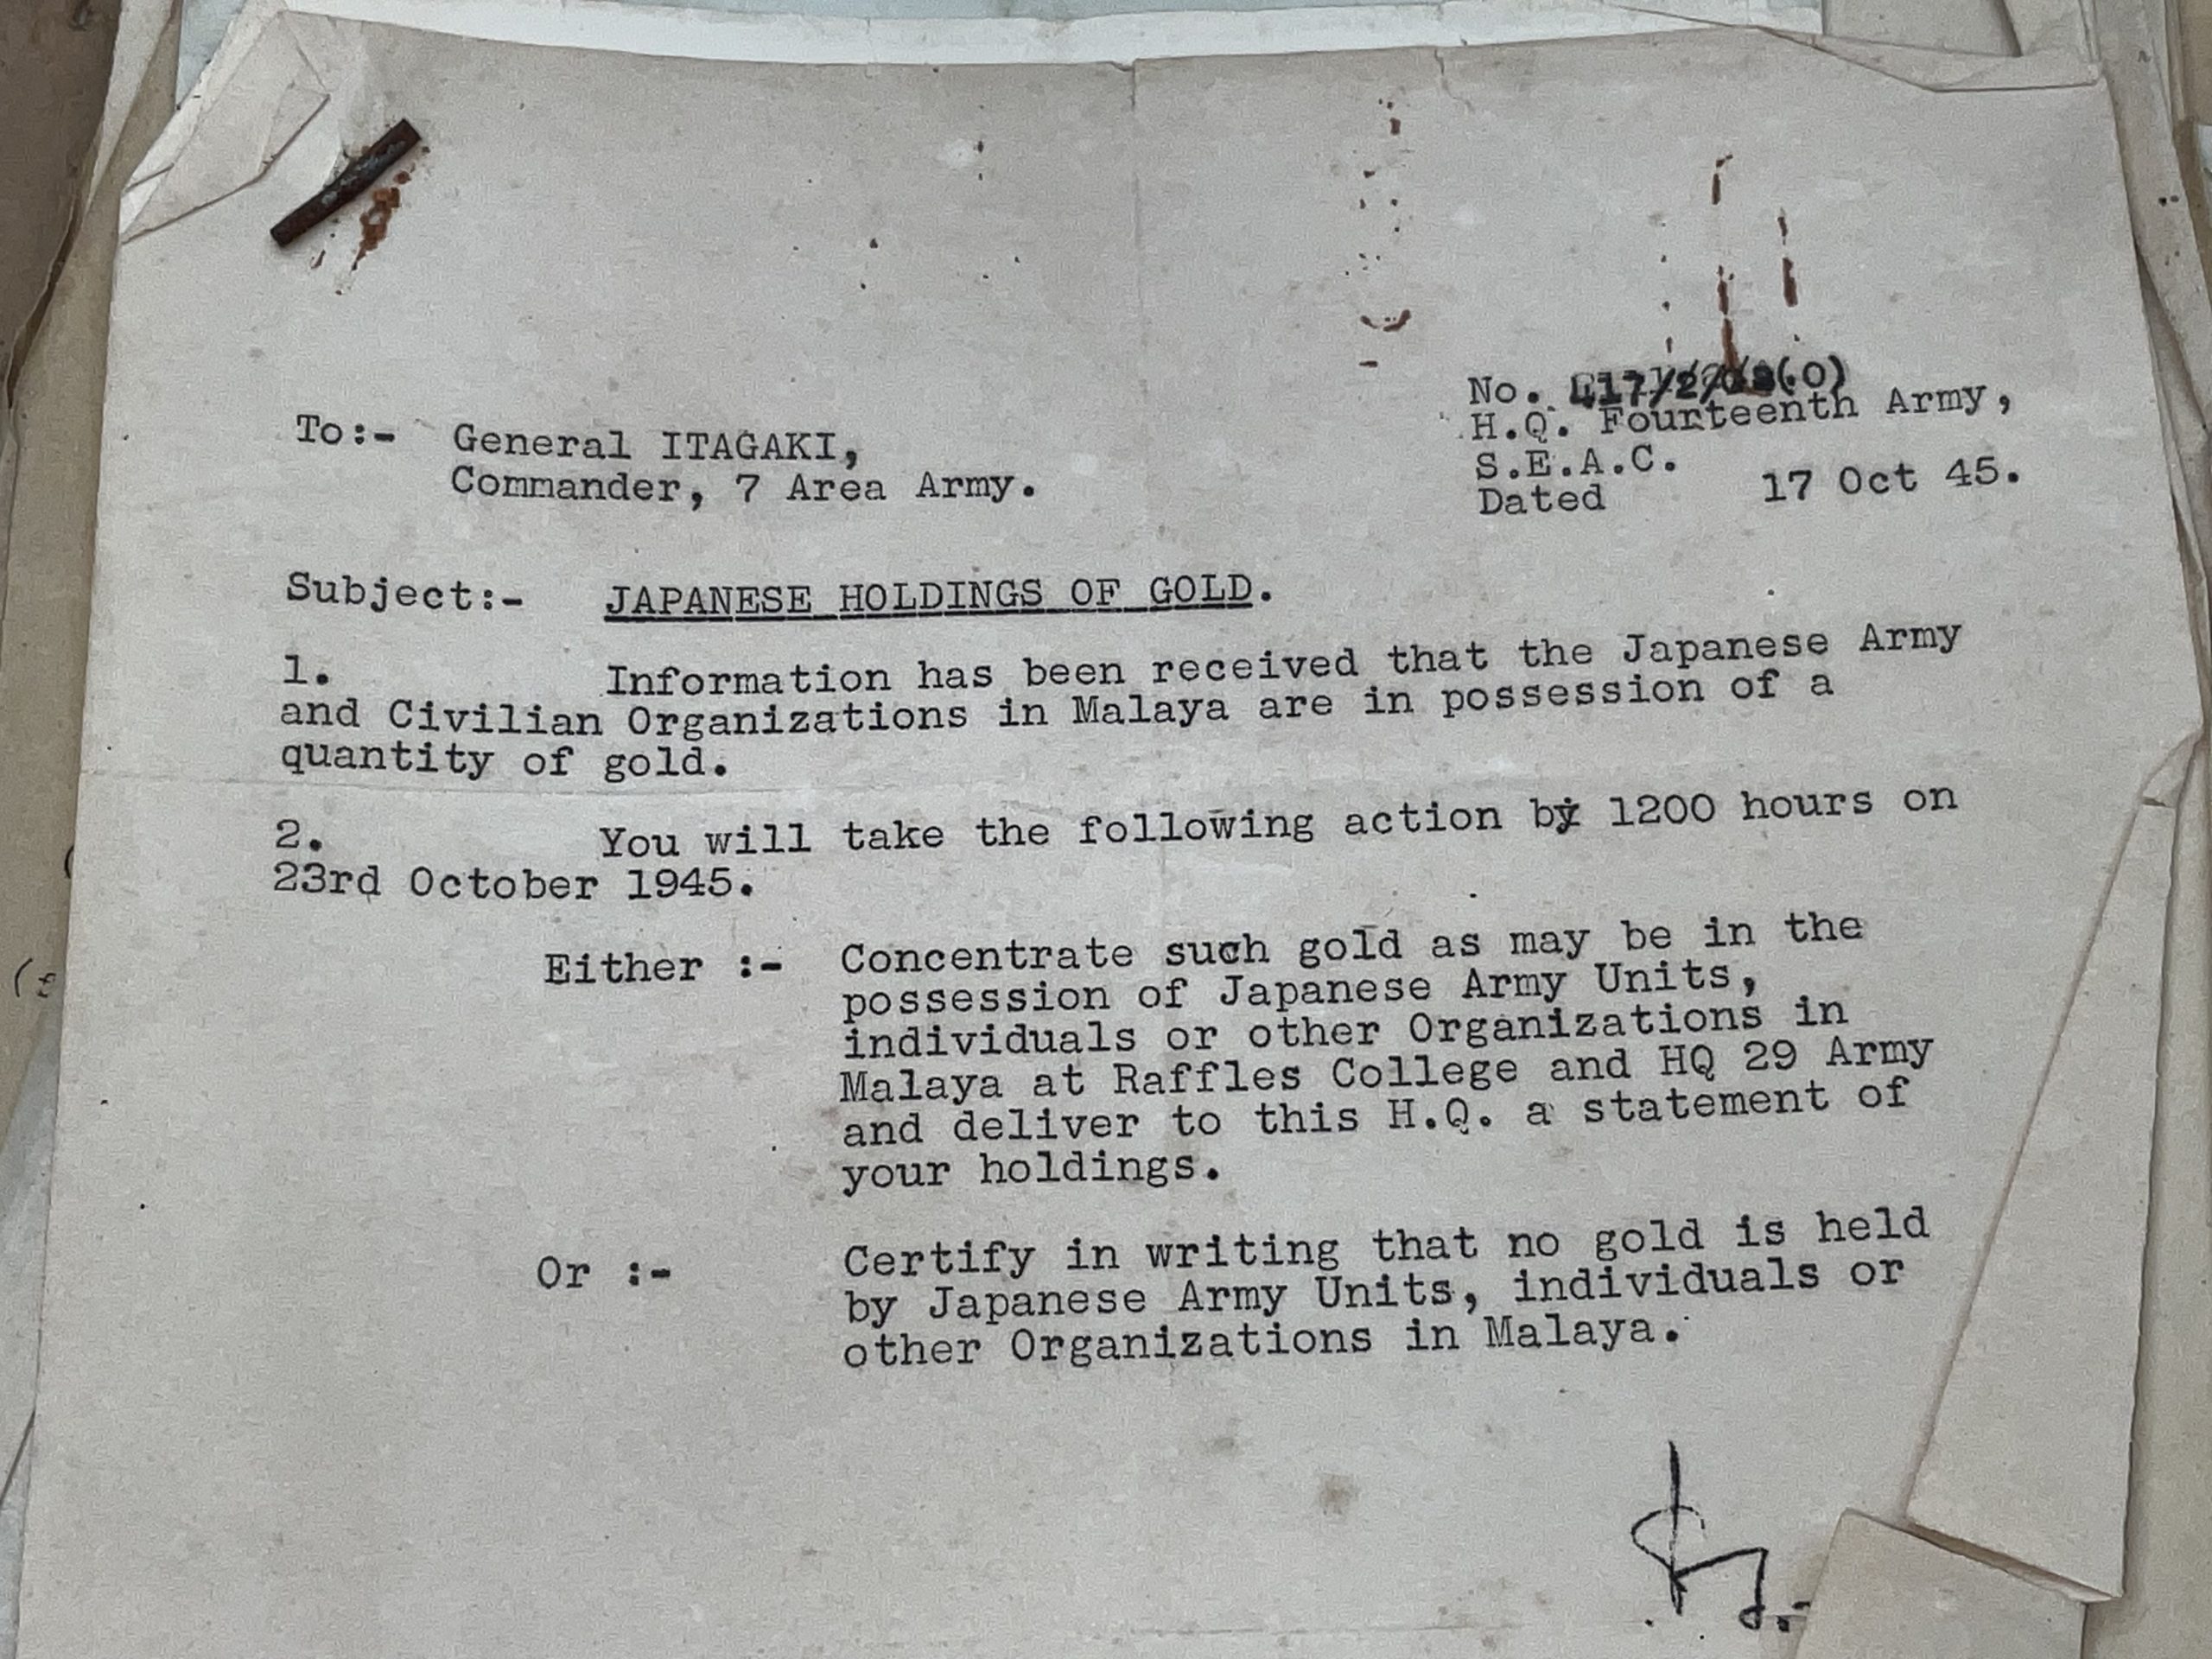 No. 417/2/ (O)
H.Q. Fourteenth Army,
S.E.A.C.
Dated 17 Oct 45.
To:- General ITAGAKI,
Commander, 7 Area Army.
Subject:- JAPANESE HOLDINGS OF GOLD.
1. Information has been received that the Japanese Army
and Civilian Organizations in Malaya are in possession of a
quantity of gold.
2. You will take the following action by 1200 hours on
23rd October 1945.
Either :- Concentrate such gold as may be in the
possession of Japanese Army Units,
individuals or other Organizations in
Malaya at Raffles College and HQ 29 Army
and deliver to this H.Q. a statement of
your holdings.
Or :- Certify in writing that no gold is held
by Japanese Army Units, individuals or
other Organizations in Malaya.